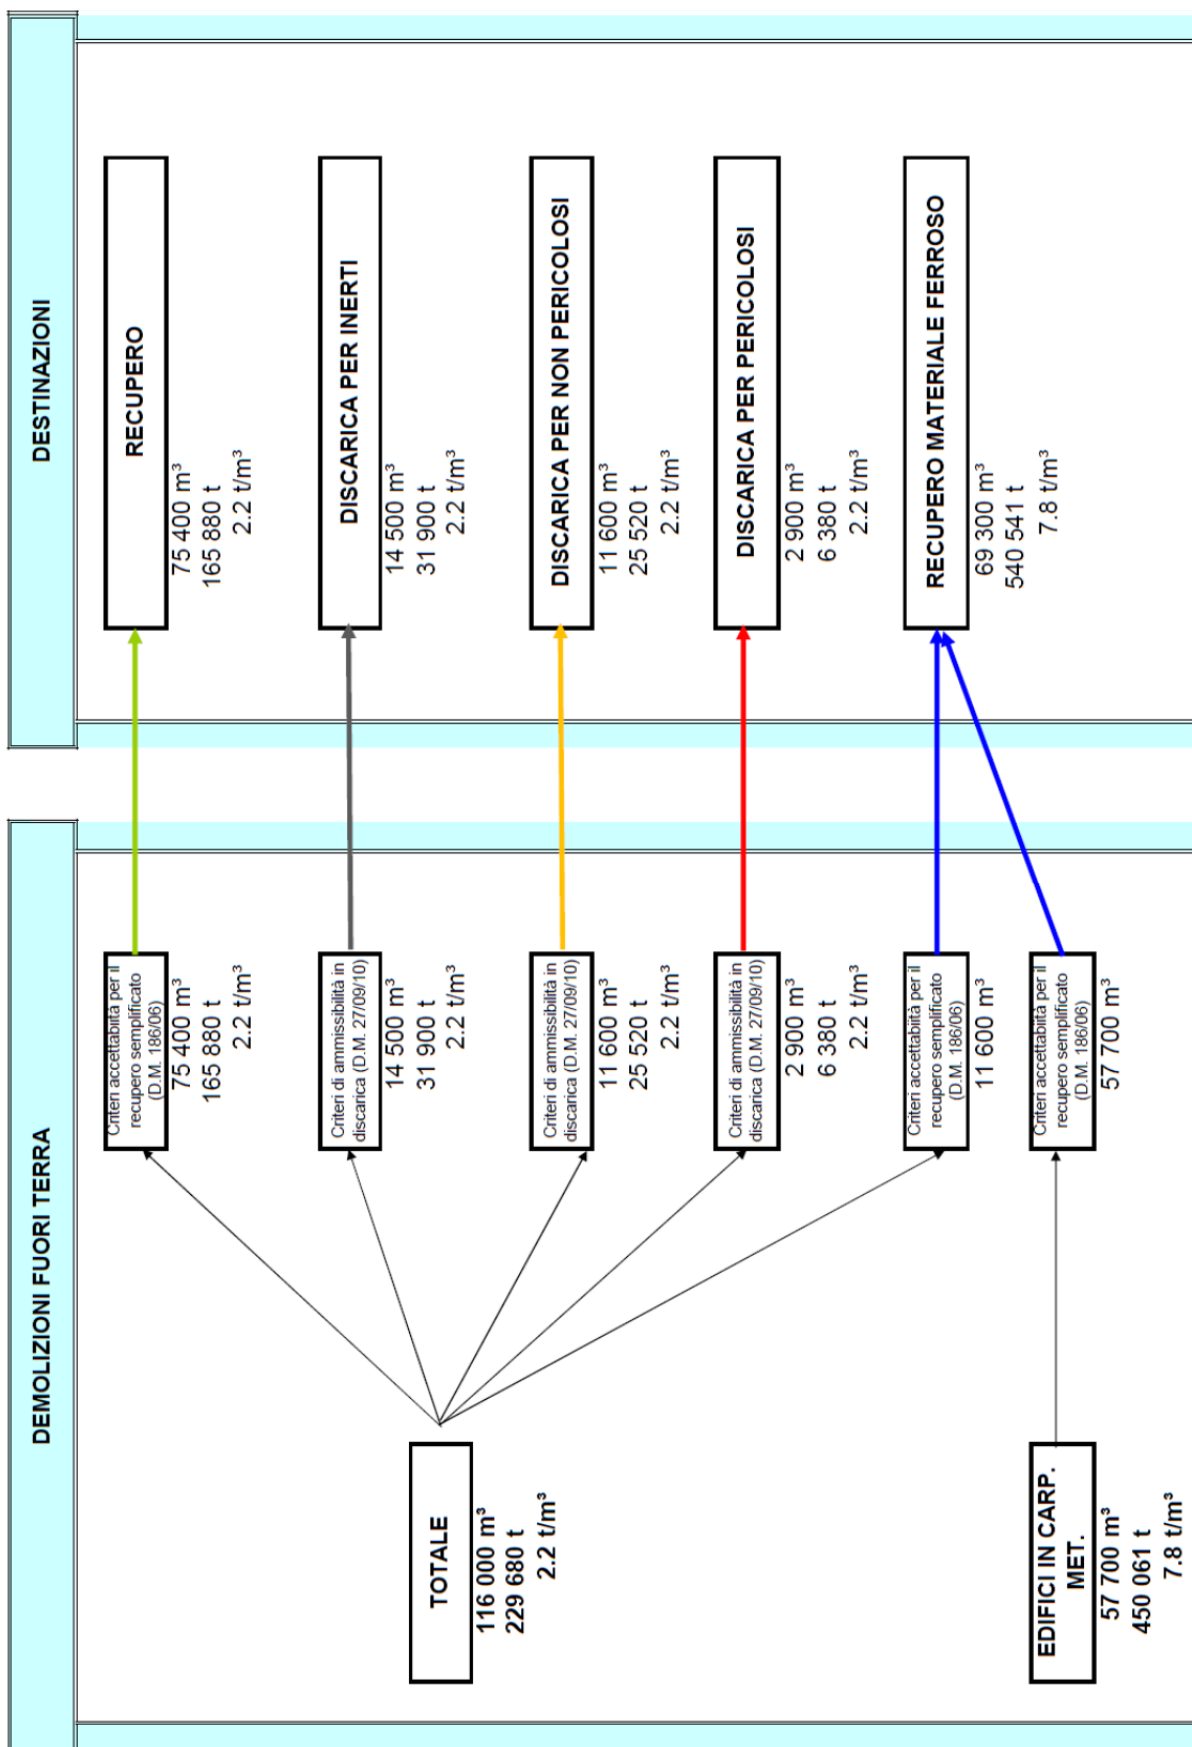 DEMOLIZIONI FUORI TERRA
DESTINAZIONI
TOTALE
116 000 m³
229 680 t
2.2 t/m³
EDIFICI IN CARP.
MET.
57 700 m³
450 061 t
7.8 t/m³
Criteri accettabiità per il
recupero semplificato
(D.M. 186/06)
75 400 m³
165 880 t
2.2 t/m³
Criteri di ammissibilità in
discarica (D.M. 27/09/10)
14 500 m³
31 900 t
2.2 t/m³
Criteri di ammissibilità in
discarica (D.M. 27/09/10)
11 600 m³
25 520 t
2.2 t/m³
Criteri di ammissibilità in
discarica (D.M. 27/09/10)
2 900 m³
6 380 t
2.2 t/m³
Criteri accettabiità per il
recupero semplificato
(D.M. 186/06)
11 600 m³
Criteri accettabiità per il
recupero semplificato
(D.M. 186/06)
57 700 m³
RECUPERO
75 400 m³
165 880 t
2.2 t/m³
DISCARICA PER INERTI
14 500 m³
31 900 t
2.2 t/m³
DISCARICA PER NON PERICOLOSI
11 600 m³
25 520 t
2.2 t/m³
DISCARICA PER PERICOLOSI
2 900 m³
6 380 t
2.2 t/m³
RECUPERO MATERIALE FERROSO
69 300 m³
540 541 t
7.8 t/m³